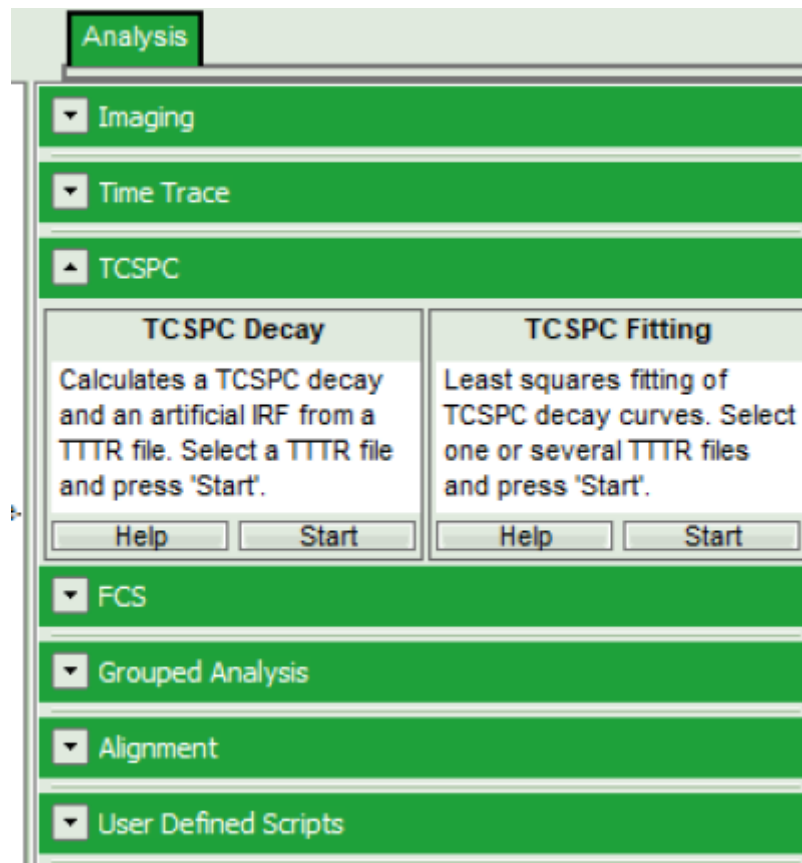 Analysis
Imaging
Time Trace
TCSPC
TCSPC Decay
Calculates a TCSPC decay
and an artificial IRF from a
TTTR file. Select a TTTR file
and press 'Start'.
Help
Start
TCSPC Fitting
Least squares fitting of
TCSPC decay curves. Select
one or several TTTR files
and press 'Start'.
Help
Start
FCS
Grouped Analysis
Alignment
User Defined Scripts